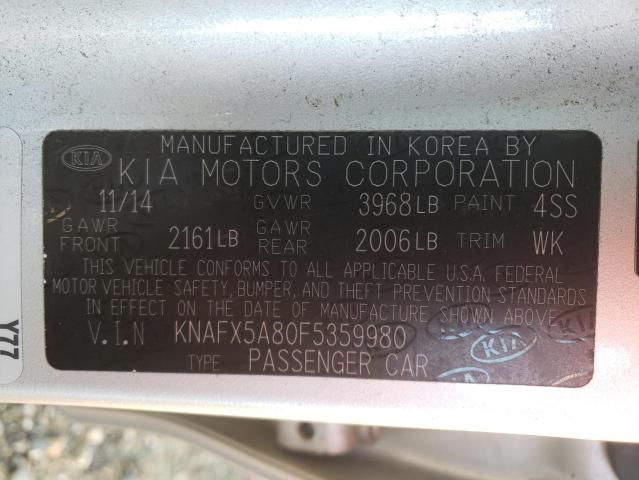 MANUFACTURED IN KOREA BY
KIA KIA MOTORS CORPORATION
11/14 GVWR 3968LB PAINT 4SS
GAWR FRONT 2161LB GAWR REAR 2006LB TRIM WK
THIS VEHICLE CONFORMS TO ALL APPLICABLE U.S.A. FEDERAL
MOTOR VEHICLE SAFETY, BUMPER, AND THEFT PREVENTION STANDARDS
IN EFFECT ON THE DATE OF MANUFACTURE SHOWN ABOVE.
V.I.N KNAFX5A80F5359980
TYPE PASSENGER CAR
KIA
Y77